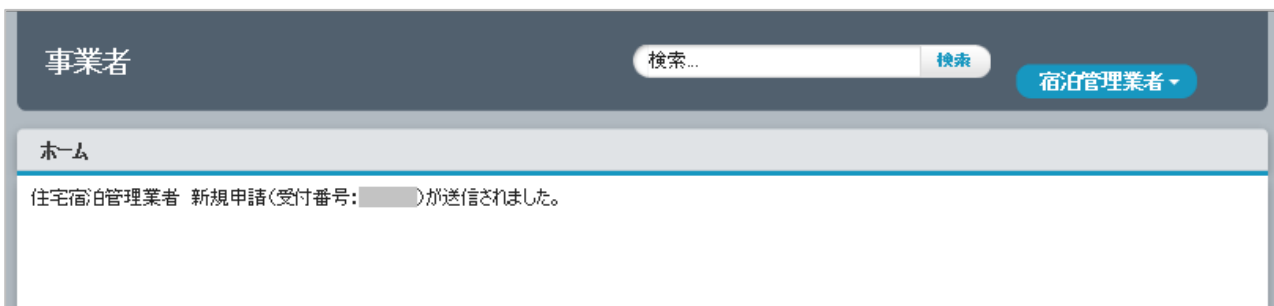 事業者
検索...
検索
宿泊管理業者
ホーム
住宅宿泊管理業者 新規申請(受付番号: )が送信されました。